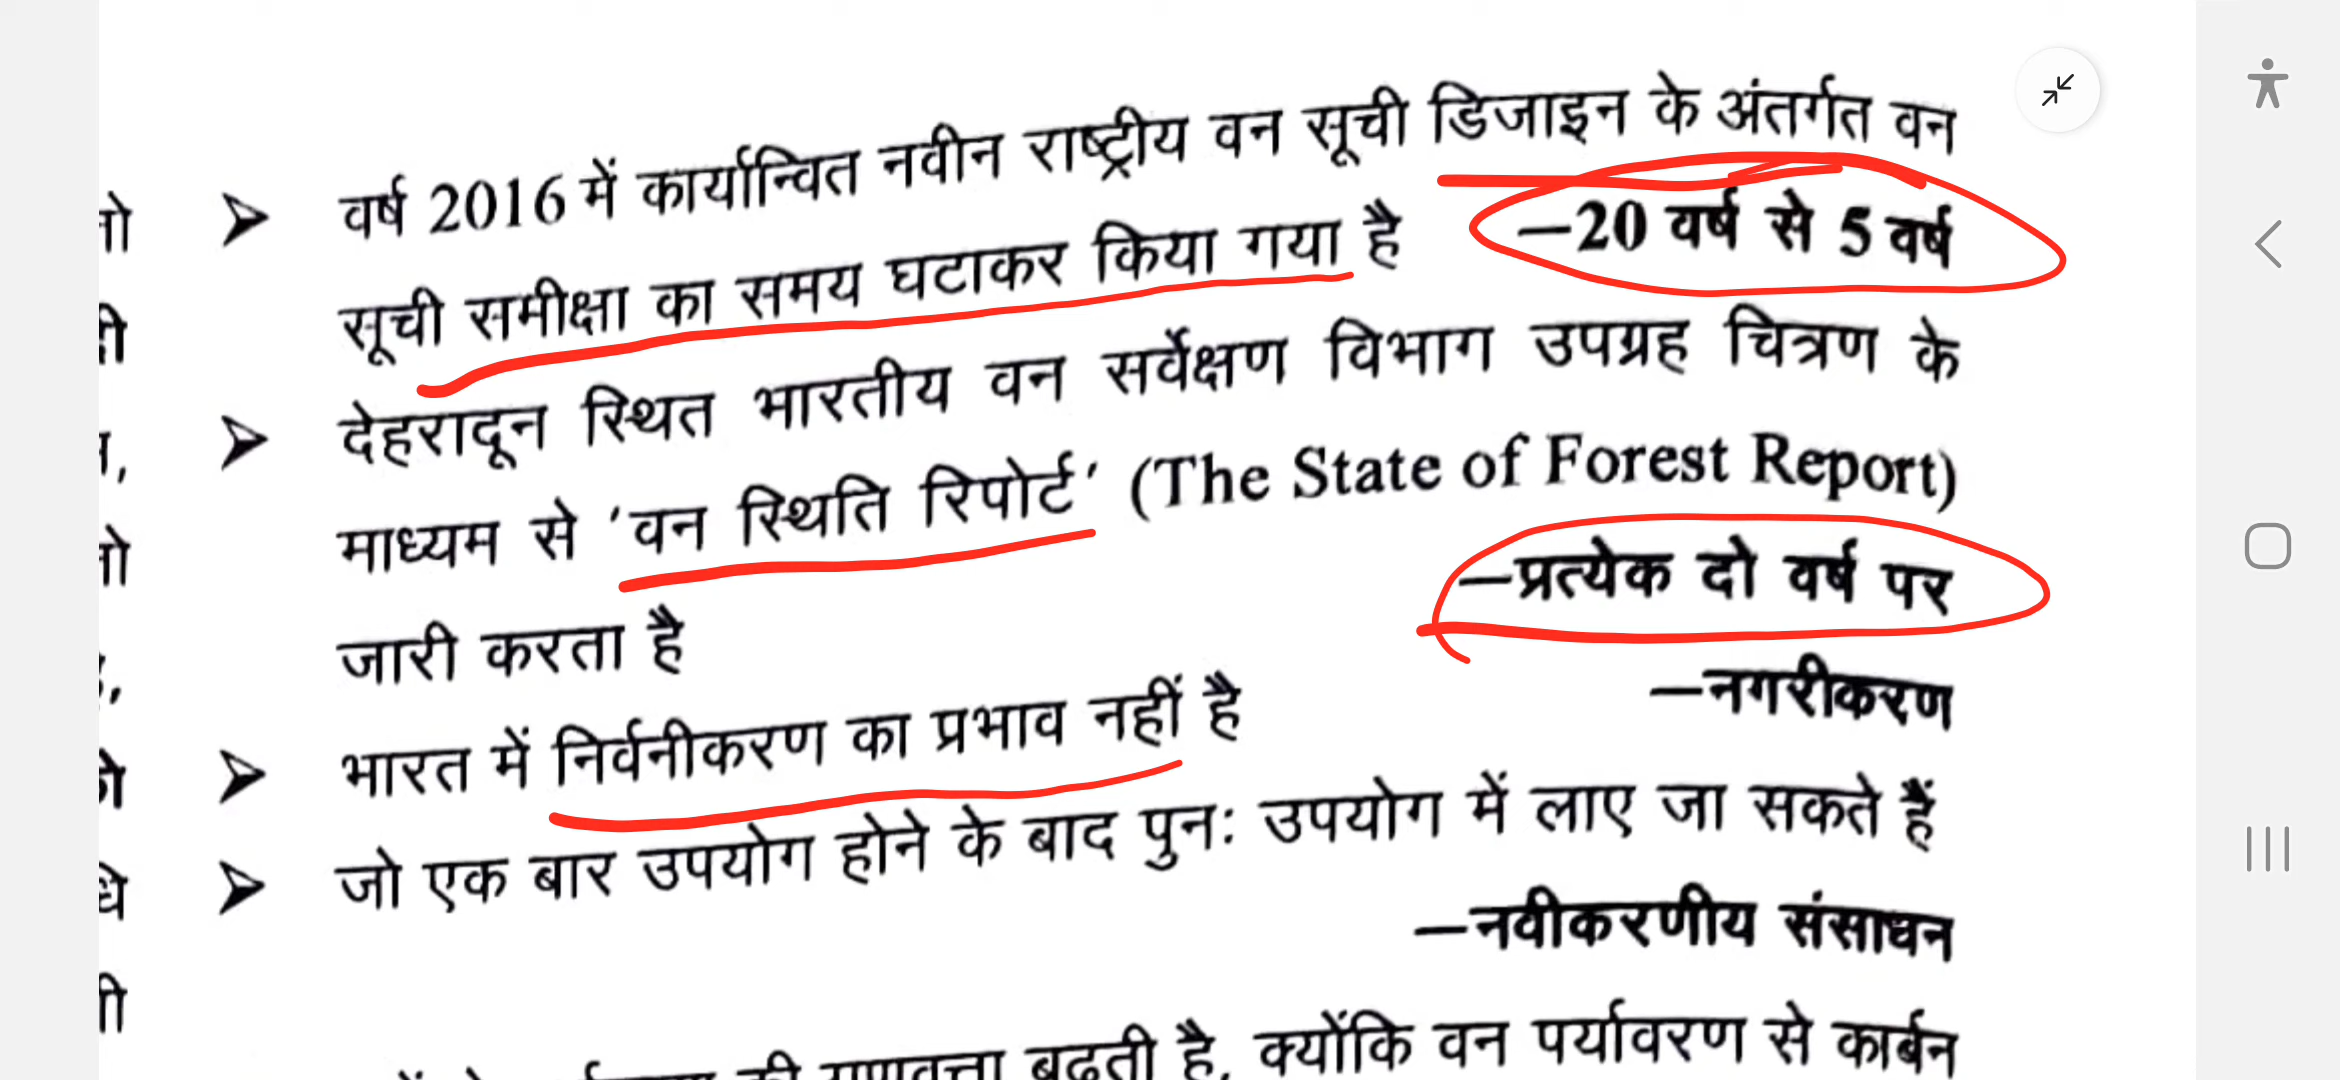 ➤ वर्ष 2016 में कार्यान्वित नवीन राष्ट्रीय वन सूची डिजाइन के अंतर्गत वन
सूची समीक्षा का समय घटाकर किया गया है —20 वर्ष से 5 वर्ष
➤ देहरादून स्थित भारतीय वन सर्वेक्षण विभाग उपग्रह चित्रण के
माध्यम से 'वन स्थिति रिपोर्ट' (The State of Forest Report)
जारी करता है —प्रत्येक दो वर्ष पर
➤ भारत में निर्वनीकरण का प्रभाव नहीं है —नगरीकरण
➤ जो एक बार उपयोग होने के बाद पुनः उपयोग में लाए जा सकते हैं
—नवीकरणीय संसाधन
की गुणवत्ता बढ़ती है, क्योंकि वन पर्यावरण से कार्बन